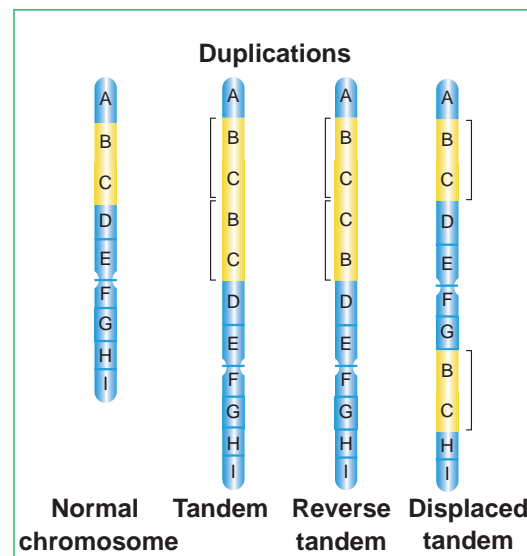 Duplications
A
B
C
D
E
F
G
H
I
A
B
C
B
C
D
E
F
G
H
I
A
B
C
C
B
D
E
F
G
H
I
A
B
C
D
E
F
G
B
C
H
I
Normal
chromosome
Tandem
Reverse
tandem
Displaced
tandem